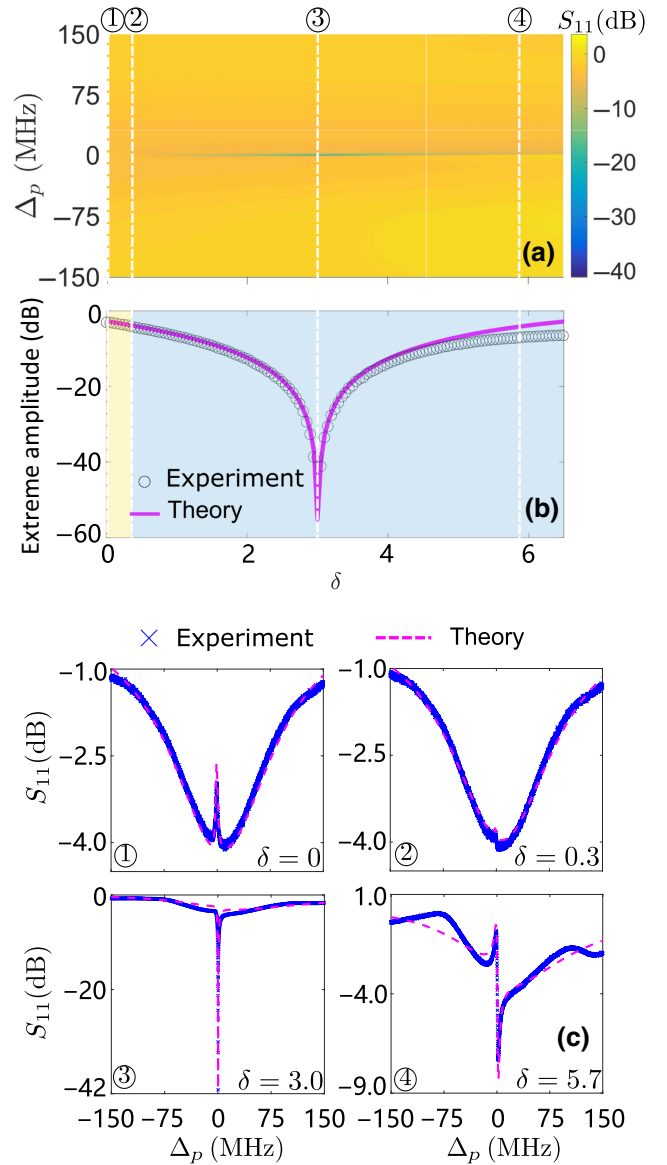 ① ② ③ ④ S₁₁(dB)
150
75
0
−75
−150
Δₚ (MHz)
0
−10
−20
−30
−40
(a)
0
−20
−40
−60
Extreme amplitude (dB)
Experiment
Theory
(b)
0 2 4 6
δ
Experiment Theory
−1.0
−2.5
−4.0
S₁₁(dB)
① δ = 0
−1.0
−2.5
−4.0
② δ = 0.3
0
−20
−42
S₁₁(dB)
③ δ = 3.0
1.0
−4.0
−9.0
(c)
④ δ = 5.7
−150 −75 0 75 150
−150 −75 0 75 150
Δₚ (MHz) Δₚ (MHz)